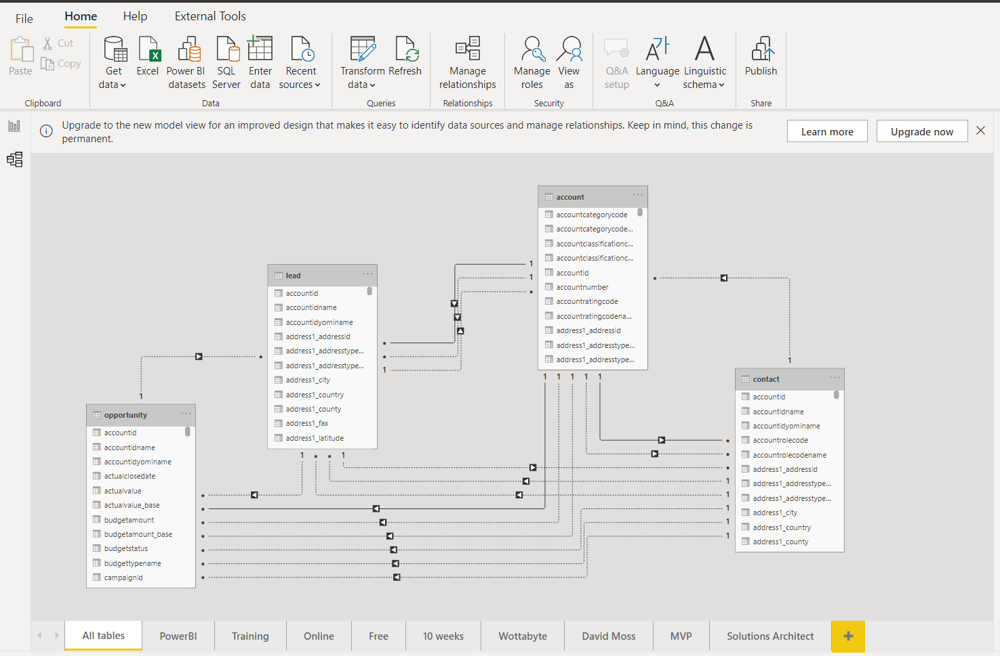 File
Home
Help
External Tools
Paste
Cut
Copy
Clipboard
Get data
Excel
Power BI datasets
SQL Server
Enter data
Recent sources
Data
Transform data
Refresh
Queries
Manage relationships
Relationships
Manage roles
View as
Security
Q&A setup
Language
Linguistic schema
Q&A
Publish
Share
Upgrade to the new model view for an improved design that makes it easy to identify data sources and manage relationships. Keep in mind, this change is
permanent.
Learn more
Upgrade now
account
accountcategorycode
accountcategorycode...
accountclassificationc...
accountclassificationc...
accountid
accountnumber
accountratingcode
accountratingcodena...
address1_addressid
address1_addresstype...
address1_addresstype...
1
1
*
*
1
1 1 1 1 1
lead
accountid
accountidname
accountidyominame
address1_addressid
address1_addresstype...
address1_addresstype...
address1_city
address1_country
address1_county
address1_fax
address1_latitude
*
*
*
1
1 * * 1
contact
accountid
accountidname
accountidyominame
accountrolecode
accountrolecodename
address1_addressid
address1_addresstype...
address1_addresstype...
address1_city
address1_country
address1_county
*
*
*
1
1
1
1
1
1
opportunity
accountid
accountidname
accountidyominame
actualclosedate
actualvalue
actualvalue_base
budgetamount
budgetamount_base
budgetstatus
budgettypename
campaignid
*
*
*
*
*
*
*
All tables
PowerBI
Training
Online
Free
10 weeks
Wottabyte
David Moss
MVP
Solutions Architect
+